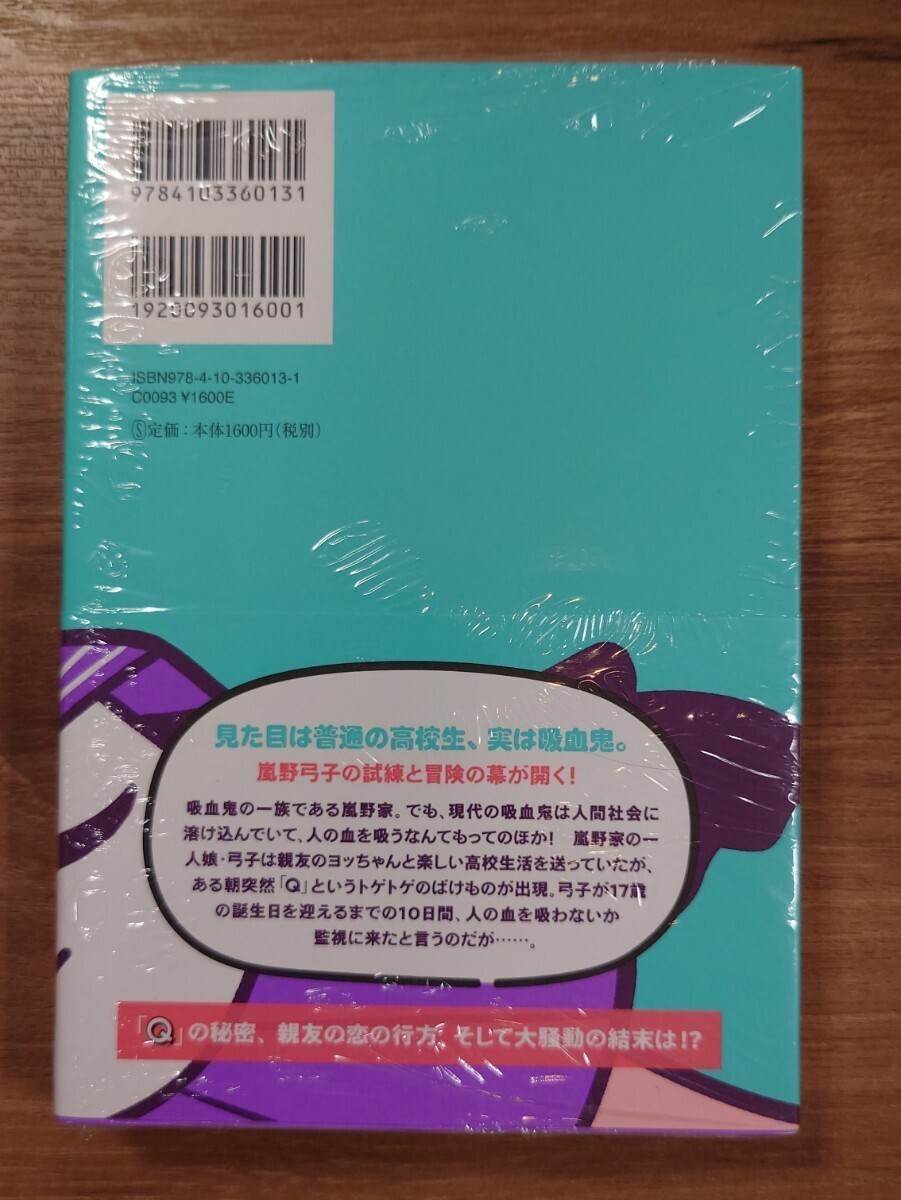 9784103360131
1920093016001
ISBN978-4-10-336013-1
C0093 ¥1600E
Ⓢ定価:本体1600円(税別)
見た目は普通の高校生、実は吸血鬼。
嵐野弓子の試練と冒険の幕が開く!
吸血鬼の一族である嵐野家。でも、現代の吸血鬼は人間社会に
溶け込んでいて、人の血を吸うなんてもってのほか! 嵐野家の一
人娘・弓子は親友のヨッちゃんと楽しい高校生活を送っていたが、
ある朝突然「Q」というトゲトゲのばけものが出現。弓子が17歳
の誕生日を迎えるまでの10日間、人の血を吸わないか
監視に来たと言うのだが……。
「Q」の秘密、親友の恋の行方、そして大騒動の結末は!?